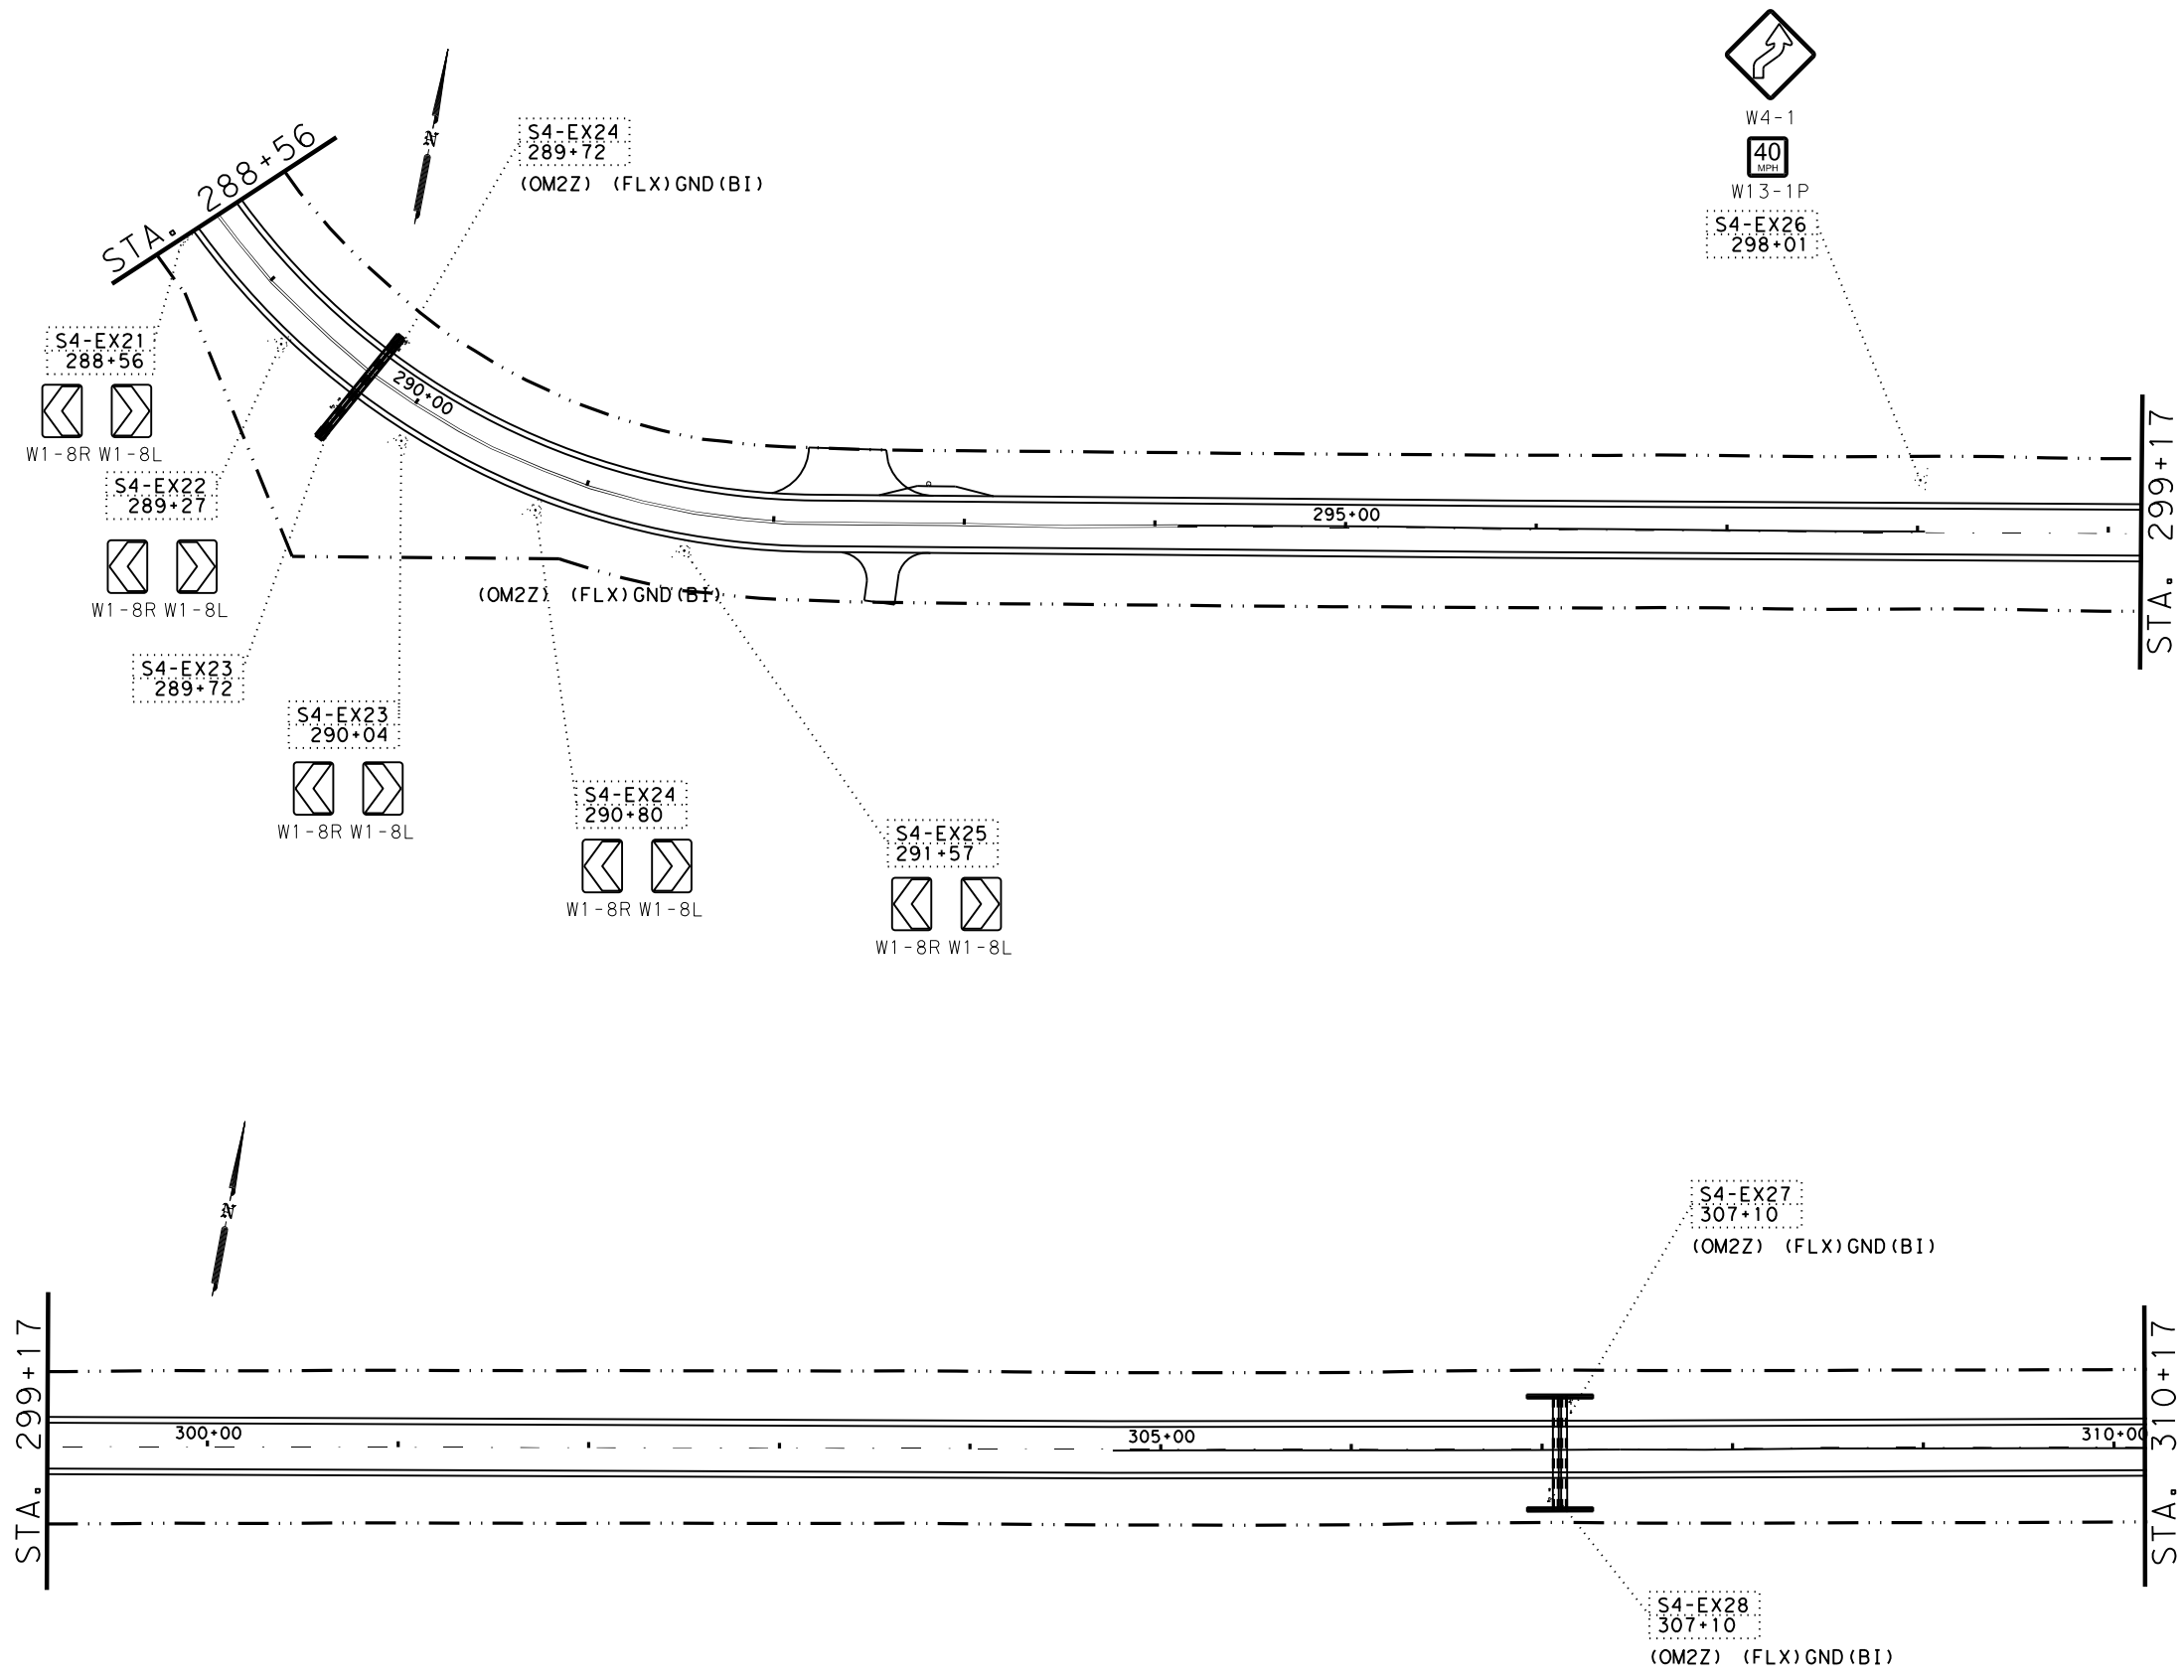 W4-1
40
MPH
W13-1P
S4-EX26
298+01
N
S4-EX24
289+72
(OM2Z) (FLX)GND(BI)
STA. 288+56
S4-EX21
288+56
W1-8R W1-8L
S4-EX22
289+27
W1-8R W1-8L
290+00
295+00
STA. 299+17
(OM2Z) (FLX)GND(BI)
S4-EX23
289+72
S4-EX23
290+04
W1-8R W1-8L
S4-EX24
290+80
W1-8R W1-8L
S4-EX25
291+57
W1-8R W1-8L
N
S4-EX27
307+10
(OM2Z) (FLX)GND(BI)
STA. 299+17
300+00
305+00
310+00
STA. 310+17
S4-EX28
307+10
(OM2Z) (FLX)GND(BI)